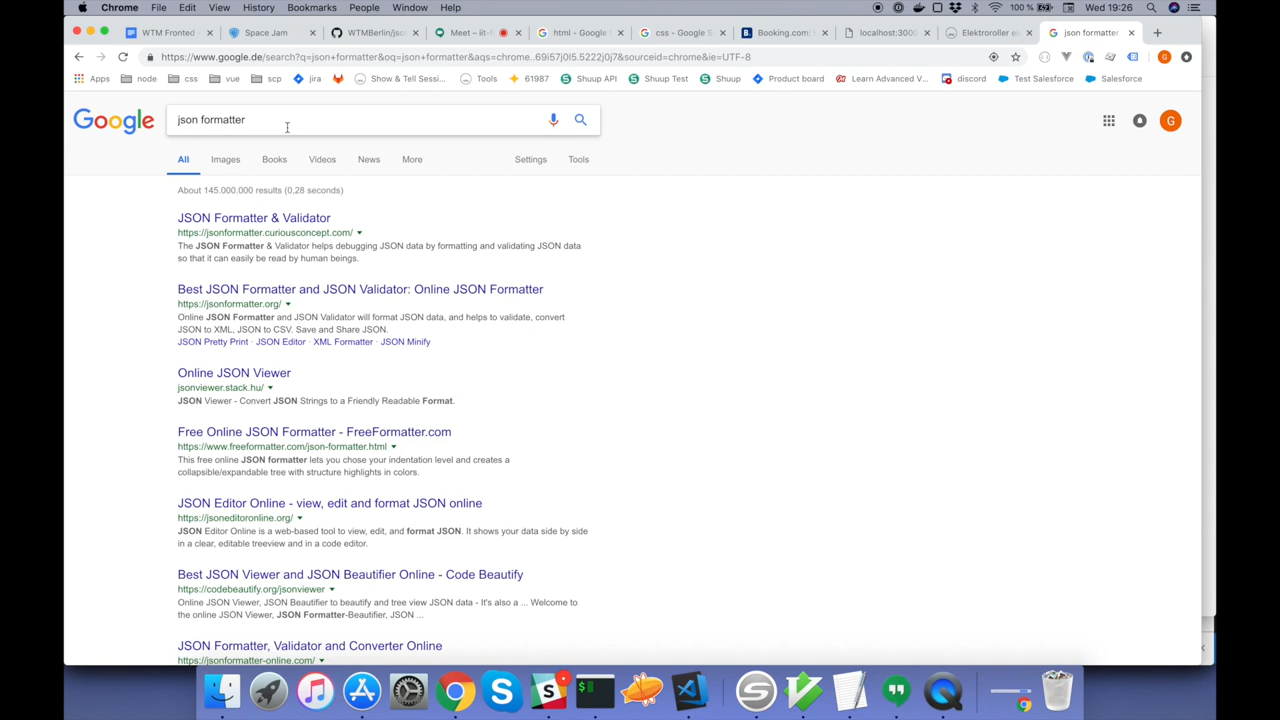 Chrome File Edit View History Bookmarks People Window Help 100 % Wed 19:26
WTM Fronted Space Jam WTMBerlin/jsc Meet – iit-f html - Google S css - Google S Booking.com: localhost:3000 Elektroroller ek json formatter
https://www.google.de/search?q=json+formatter&oq=json+formatter&aqs=chrome..69i57j0l5.5222j0j7&sourceid=chrome&ie=UTF-8
Apps node css vue scp jira Show & Tell Sessi... Tools 61987 Shuup API Shuup Test Shuup Product board Learn Advanced V... discord Test Salesforce Salesforce
Google json formatter G
All Images Books Videos News More Settings Tools
About 145.000.000 results (0,28 seconds)
JSON Formatter & Validator
https://jsonformatter.curiousconcept.com/
The JSON Formatter & Validator helps debugging JSON data by formatting and validating JSON data
so that it can easily be read by human beings.
Best JSON Formatter and JSON Validator: Online JSON Formatter
https://jsonformatter.org/
Online JSON Formatter and JSON Validator will format JSON data, and helps to validate, convert
JSON to XML, JSON to CSV. Save and Share JSON.
JSON Pretty Print · JSON Editor · XML Formatter · JSON Minify
Online JSON Viewer
jsonviewer.stack.hu/
JSON Viewer - Convert JSON Strings to a Friendly Readable Format.
Free Online JSON Formatter - FreeFormatter.com
https://www.freeformatter.com/json-formatter.html
This free online JSON formatter lets you chose your indentation level and creates a
collapsible/expandable tree with structure highlights in colors.
JSON Editor Online - view, edit and format JSON online
https://jsoneditoronline.org/
JSON Editor Online is a web-based tool to view, edit, and format JSON. It shows your data side by side
in a clear, editable treeview and in a code editor.
Best JSON Viewer and JSON Beautifier Online - Code Beautify
https://codebeautify.org/jsonviewer
Online JSON Viewer, JSON Beautifier to beautify and tree view JSON data - It's also a ... Welcome to
the online JSON Viewer, JSON Formatter-Beautifier, JSON ...
JSON Formatter, Validator and Converter Online
https://jsonformatter-online.com/